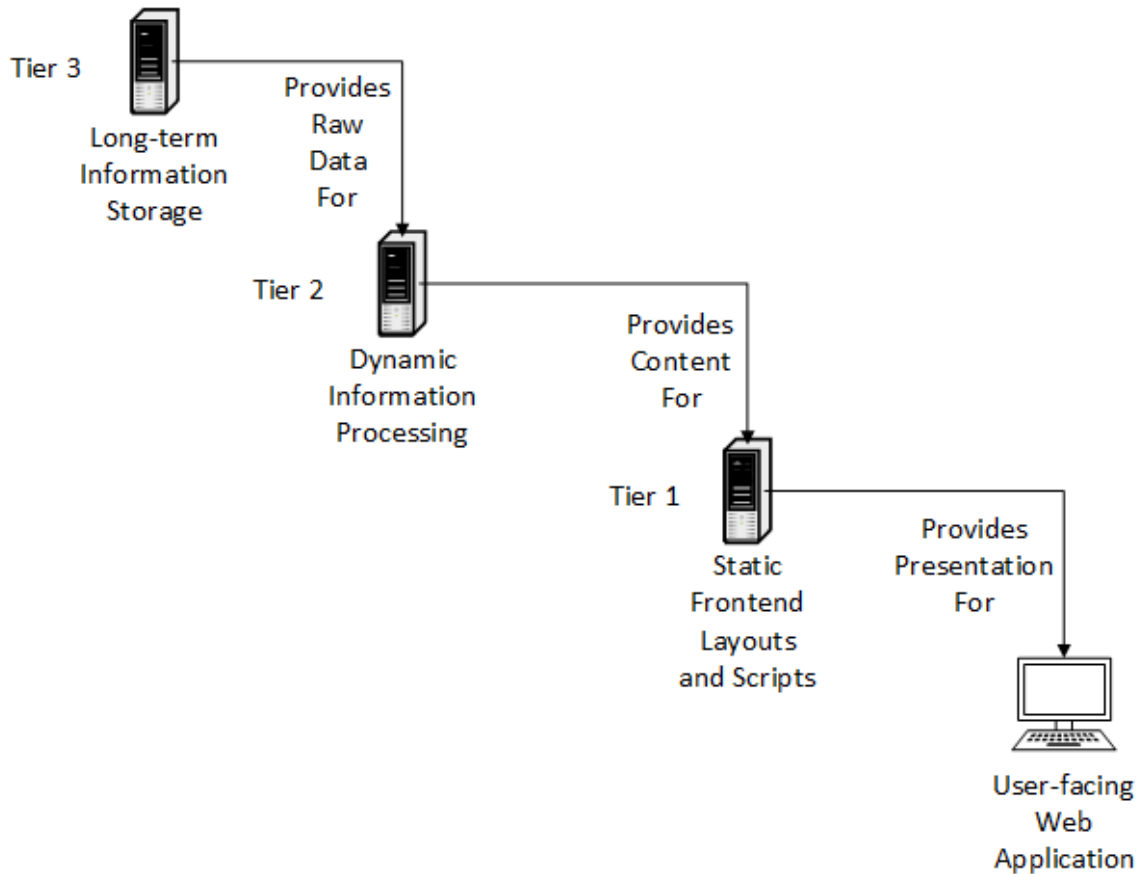 Tier 3
Long-term
Information
Storage
Provides
Raw
Data
For
Tier 2
Dynamic
Information
Processing
Provides
Content
For
Tier 1
Static
Frontend
Layouts
and Scripts
Provides
Presentation
For
User-facing
Web
Application